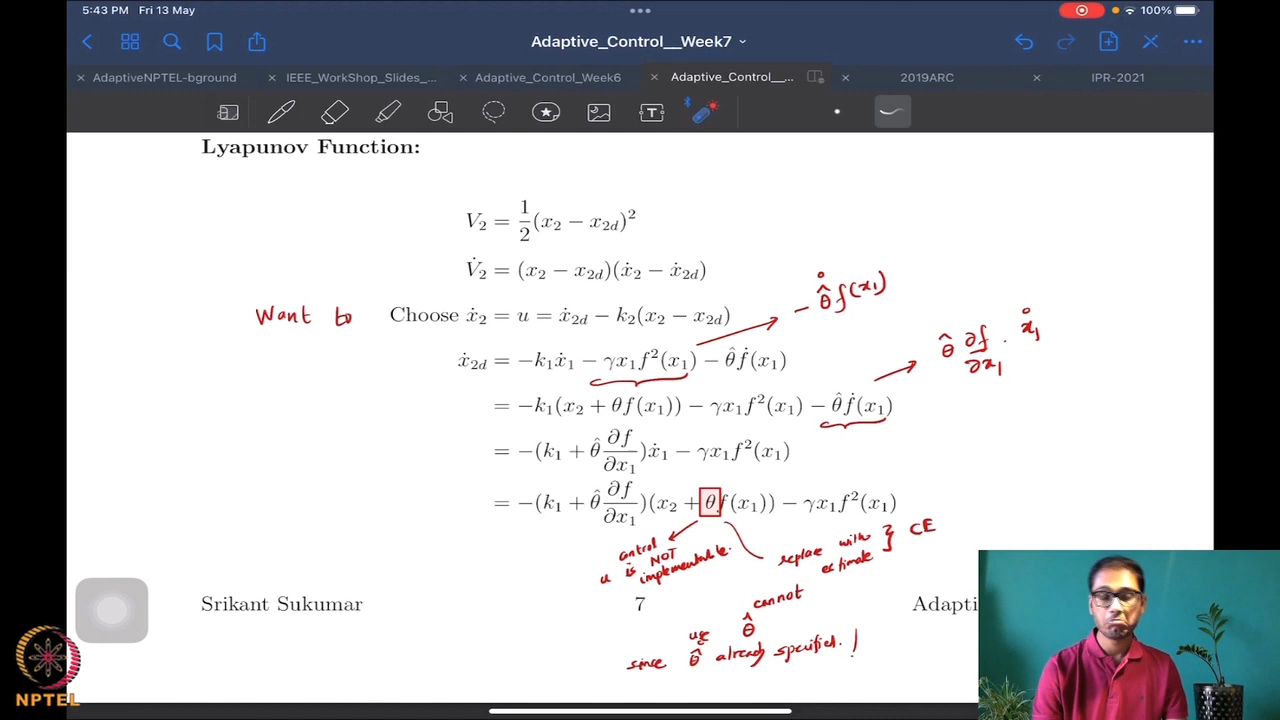 5:43 PM Fri 13 May
100%
Adaptive_Control__Week7
AdaptiveNPTEL-bground
IEEE_WorkShop_Slides_...
Adaptive_Control_Week6
Adaptive_Control__...
2019ARC
IPR-2021
Lyapunov Function:
V₂ = 1/2 (x₂ − x₂d)²
V̇₂ = (x₂ − x₂d)(ẋ₂ − ẋ₂d)
− θ̂̇ f(x₁)
Want to Choose ẋ₂ = u = ẋ₂d − k₂(x₂ − x₂d)
θ̂ ∂f/∂x₁ . ẋ₁
ẋ₂d = −k₁ẋ₁ − γx₁f²(x₁) − θ̂ḟ(x₁)
= −k₁(x₂ + θf(x₁)) − γx₁f²(x₁) − θ̂ḟ(x₁)
= −(k₁ + θ̂ ∂f/∂x₁)ẋ₁ − γx₁f²(x₁)
= −(k₁ + θ̂ ∂f/∂x₁)(x₂ + θf(x₁)) − γx₁f²(x₁)
control
u is NOT
implementable.
replace with
estimate } CE
cannot
use θ̂
since θ̂̇ already specified. !
Srikant Sukumar
7
Adapti
NPTEL